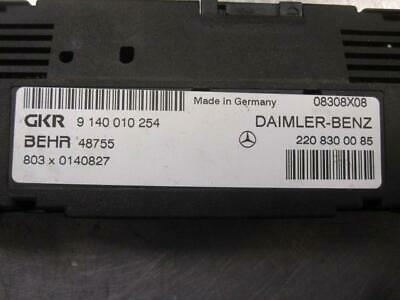 Made in Germany 08308X08
GKR 9 140 010 254 DAIMLER-BENZ
BEHR 48755 220 830 00 85
803 x 0140827